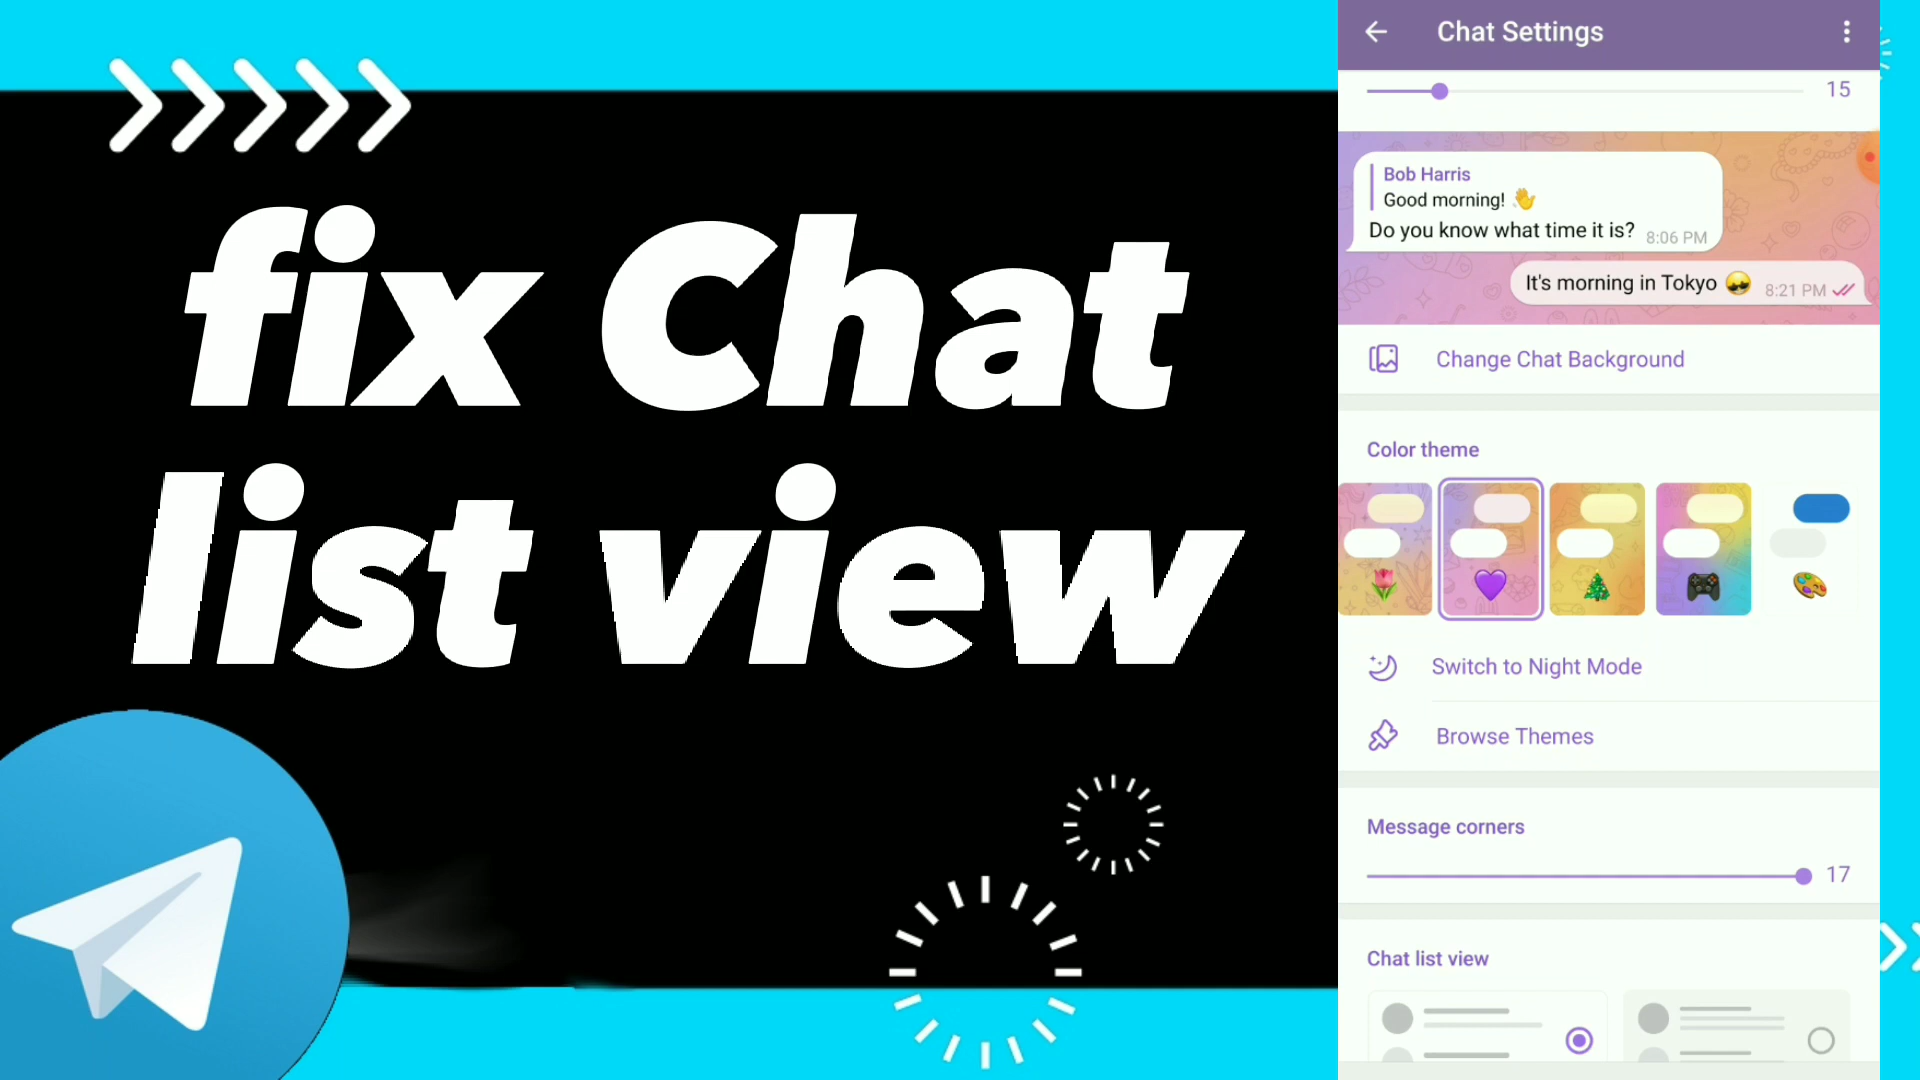 fix Chat
list view
Chat Settings
15
Bob Harris
Good morning! 👋
Do you know what time it is? 8:06 PM
It's morning in Tokyo 😎 8:21 PM
Change Chat Background
Color theme
Switch to Night Mode
Browse Themes
Message corners
17
Chat list view